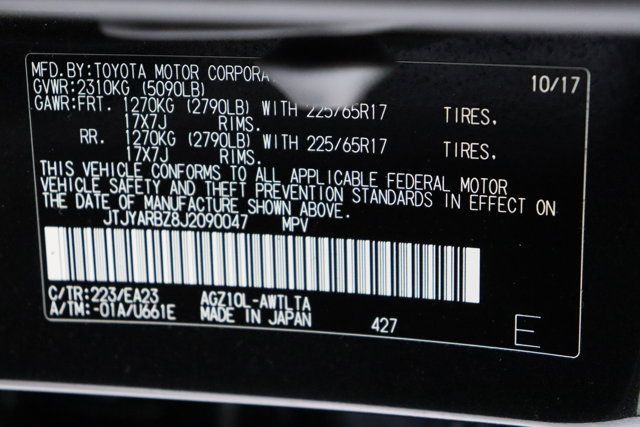 MFD.BY:TOYOTA MOTOR CORPORAT 10/17
GVWR:2310KG (5090LB)
GAWR:FRT. 1270KG (2790LB) WITH 225/65R17 TIRES,
17X7J RIMS.
RR. 1270KG (2790LB) WITH 225/65R17 TIRES,
17X7J RIMS.
THIS VEHICLE CONFORMS TO ALL APPLICABLE FEDERAL MOTOR
VEHICLE SAFETY AND THEFT PREVENTION STANDARDS IN EFFECT ON
THE DATE OF MANUFACTURE SHOWN ABOVE.
JTJYARBZ8J2090047 MPV
C/TR:223/EA23 AGZ10L-AWTLTA
A/TM:-01A/U661E MADE IN JAPAN 427 E